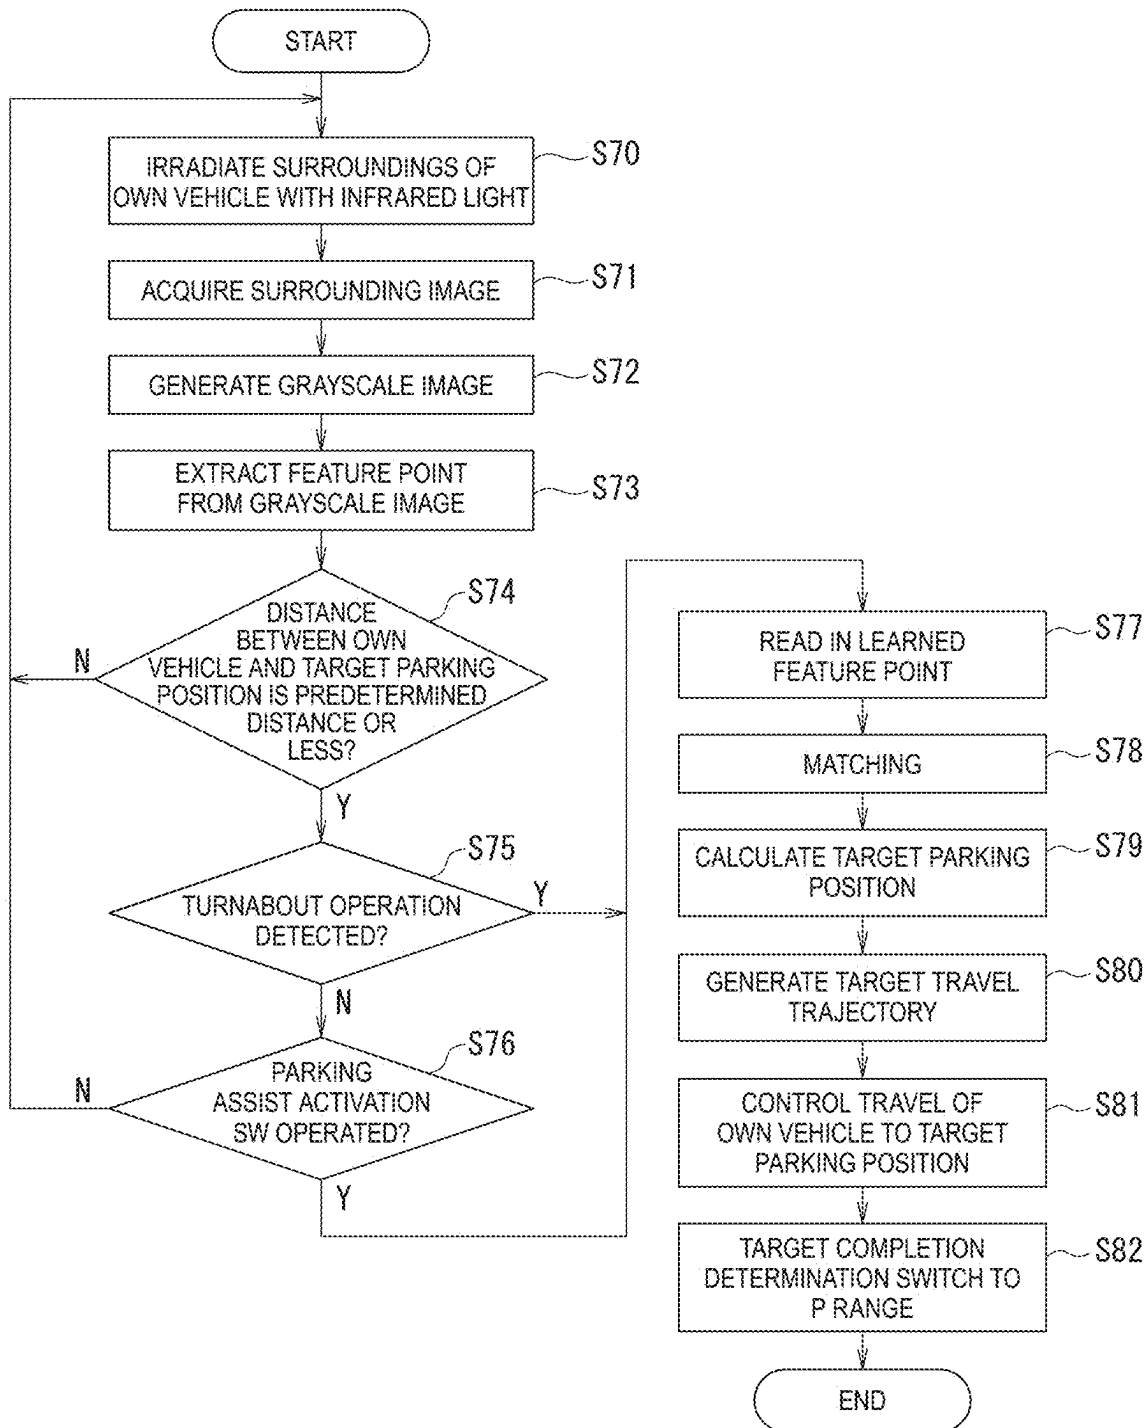 START
IRRADIATE SURROUNDINGS OF
OWN VEHICLE WITH INFRARED LIGHT
S70
ACQUIRE SURROUNDING IMAGE
S71
GENERATE GRAYSCALE IMAGE
S72
EXTRACT FEATURE POINT
FROM GRAYSCALE IMAGE
S73
DISTANCE
BETWEEN OWN
VEHICLE AND TARGET PARKING
POSITION IS PREDETERMINED
DISTANCE OR
LESS?
S74
N
Y
TURNABOUT OPERATION
DETECTED?
S75
Y
N
PARKING
ASSIST ACTIVATION
SW OPERATED?
S76
N
Y
READ IN LEARNED
FEATURE POINT
S77
MATCHING
S78
CALCULATE TARGET PARKING
POSITION
S79
GENERATE TARGET TRAVEL
TRAJECTORY
S80
CONTROL TRAVEL OF
OWN VEHICLE TO TARGET
PARKING POSITION
S81
TARGET COMPLETION
DETERMINATION SWITCH TO
P RANGE
S82
END